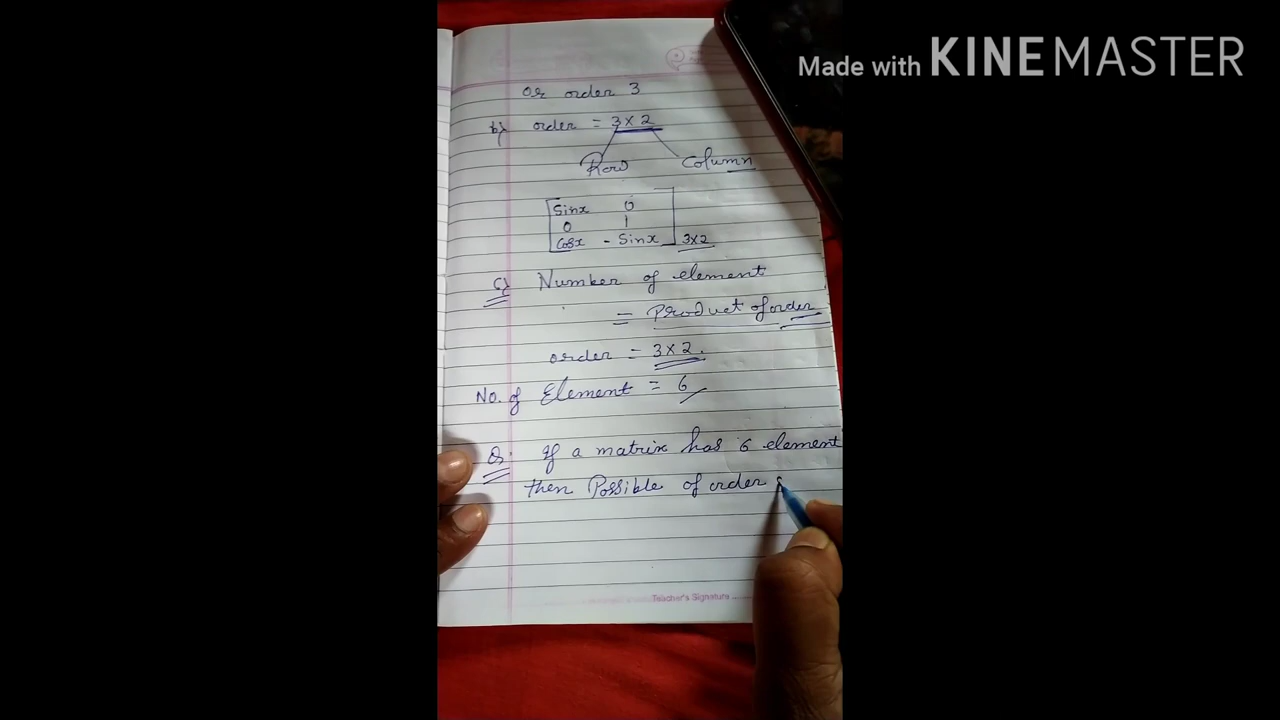 Made with KINEMASTER
or order 3
b) order = 3×2
Row Column
Sinx 0
0 1
Cosx - Sinx 3×2
c) Number of element
= Product of order
order = 3×2.
No. of Element = 6
Q. If a matrix has 6 element
then Possible of order
Teacher's Signature